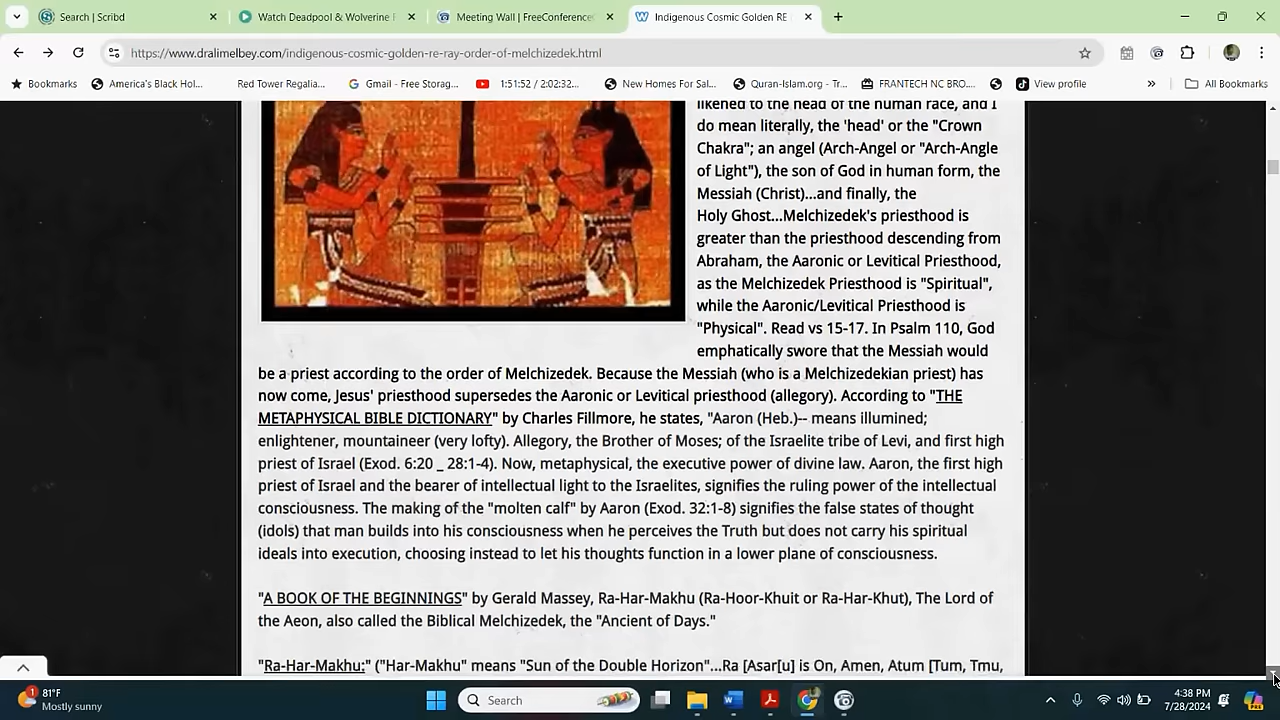 Search | Scribd
Watch Deadpool & Wolverine
Meeting Wall | FreeConference
Indigenous Cosmic Golden RE
https://www.dralimelbey.com/indigenous-cosmic-golden-re-ray-order-of-melchizedek.html
Bookmarks
America's Black Hol...
Red Tower Regalia...
Gmail - Free Storag...
1:51:52 / 2:02:32...
New Homes For Sal...
Quran-Islam.org - Tr...
FRANTECH NC BRO...
View profile
»
All Bookmarks
likened to the head of the human race, and I
do mean literally, the 'head' or the "Crown
Chakra"; an angel (Arch-Angel or "Arch-Angle
of Light"), the son of God in human form, the
Messiah (Christ)...and finally, the
Holy Ghost...Melchizedek's priesthood is
greater than the priesthood descending from
Abraham, the Aaronic or Levitical Priesthood,
as the Melchizedek Priesthood is "Spiritual",
while the Aaronic/Levitical Priesthood is
"Physical". Read vs 15-17. In Psalm 110, God
emphatically swore that the Messiah would
be a priest according to the order of Melchizedek. Because the Messiah (who is a Melchizedekian priest) has
now come, Jesus' priesthood supersedes the Aaronic or Levitical priesthood (allegory). According to "THE
METAPHYSICAL BIBLE DICTIONARY" by Charles Fillmore, he states, "Aaron (Heb.)-- means illumined;
enlightener, mountaineer (very lofty). Allegory, the Brother of Moses; of the Israelite tribe of Levi, and first high
priest of Israel (Exod. 6:20 _ 28:1-4). Now, metaphysical, the executive power of divine law. Aaron, the first high
priest of Israel and the bearer of intellectual light to the Israelites, signifies the ruling power of the intellectual
consciousness. The making of the "molten calf" by Aaron (Exod. 32:1-8) signifies the false states of thought
(idols) that man builds into his consciousness when he perceives the Truth but does not carry his spiritual
ideals into execution, choosing instead to let his thoughts function in a lower plane of consciousness.
"A BOOK OF THE BEGINNINGS" by Gerald Massey, Ra-Har-Makhu (Ra-Hoor-Khuit or Ra-Har-Khut), The Lord of
the Aeon, also called the Biblical Melchizedek, the "Ancient of Days."
"Ra-Har-Makhu:" ("Har-Makhu" means "Sun of the Double Horizon"...Ra [Asar[u] is On, Amen, Atum [Tum, Tmu,
1
81°F
Mostly sunny
Search
4:38 PM
7/28/2024